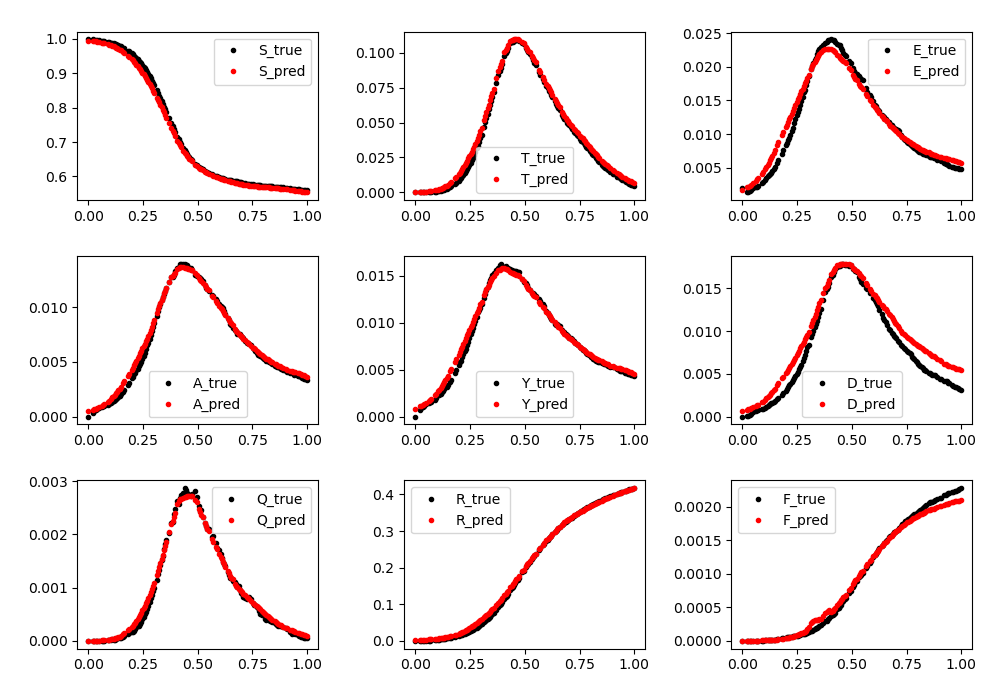 1.0
0.9
0.8
0.7
0.6
S_true
S_pred
0.00 0.25 0.50 0.75 1.00
0.100
0.075
0.050
0.025
0.000
T_true
T_pred
0.00 0.25 0.50 0.75 1.00
0.025
0.020
0.015
0.010
0.005
E_true
E_pred
0.00 0.25 0.50 0.75 1.00
0.010
0.005
0.000
A_true
A_pred
0.00 0.25 0.50 0.75 1.00
0.015
0.010
0.005
0.000
Y_true
Y_pred
0.00 0.25 0.50 0.75 1.00
0.015
0.010
0.005
0.000
D_true
D_pred
0.00 0.25 0.50 0.75 1.00
0.003
0.002
0.001
0.000
Q_true
Q_pred
0.00 0.25 0.50 0.75 1.00
0.4
0.3
0.2
0.1
0.0
R_true
R_pred
0.00 0.25 0.50 0.75 1.00
0.0020
0.0015
0.0010
0.0005
0.0000
F_true
F_pred
0.00 0.25 0.50 0.75 1.00